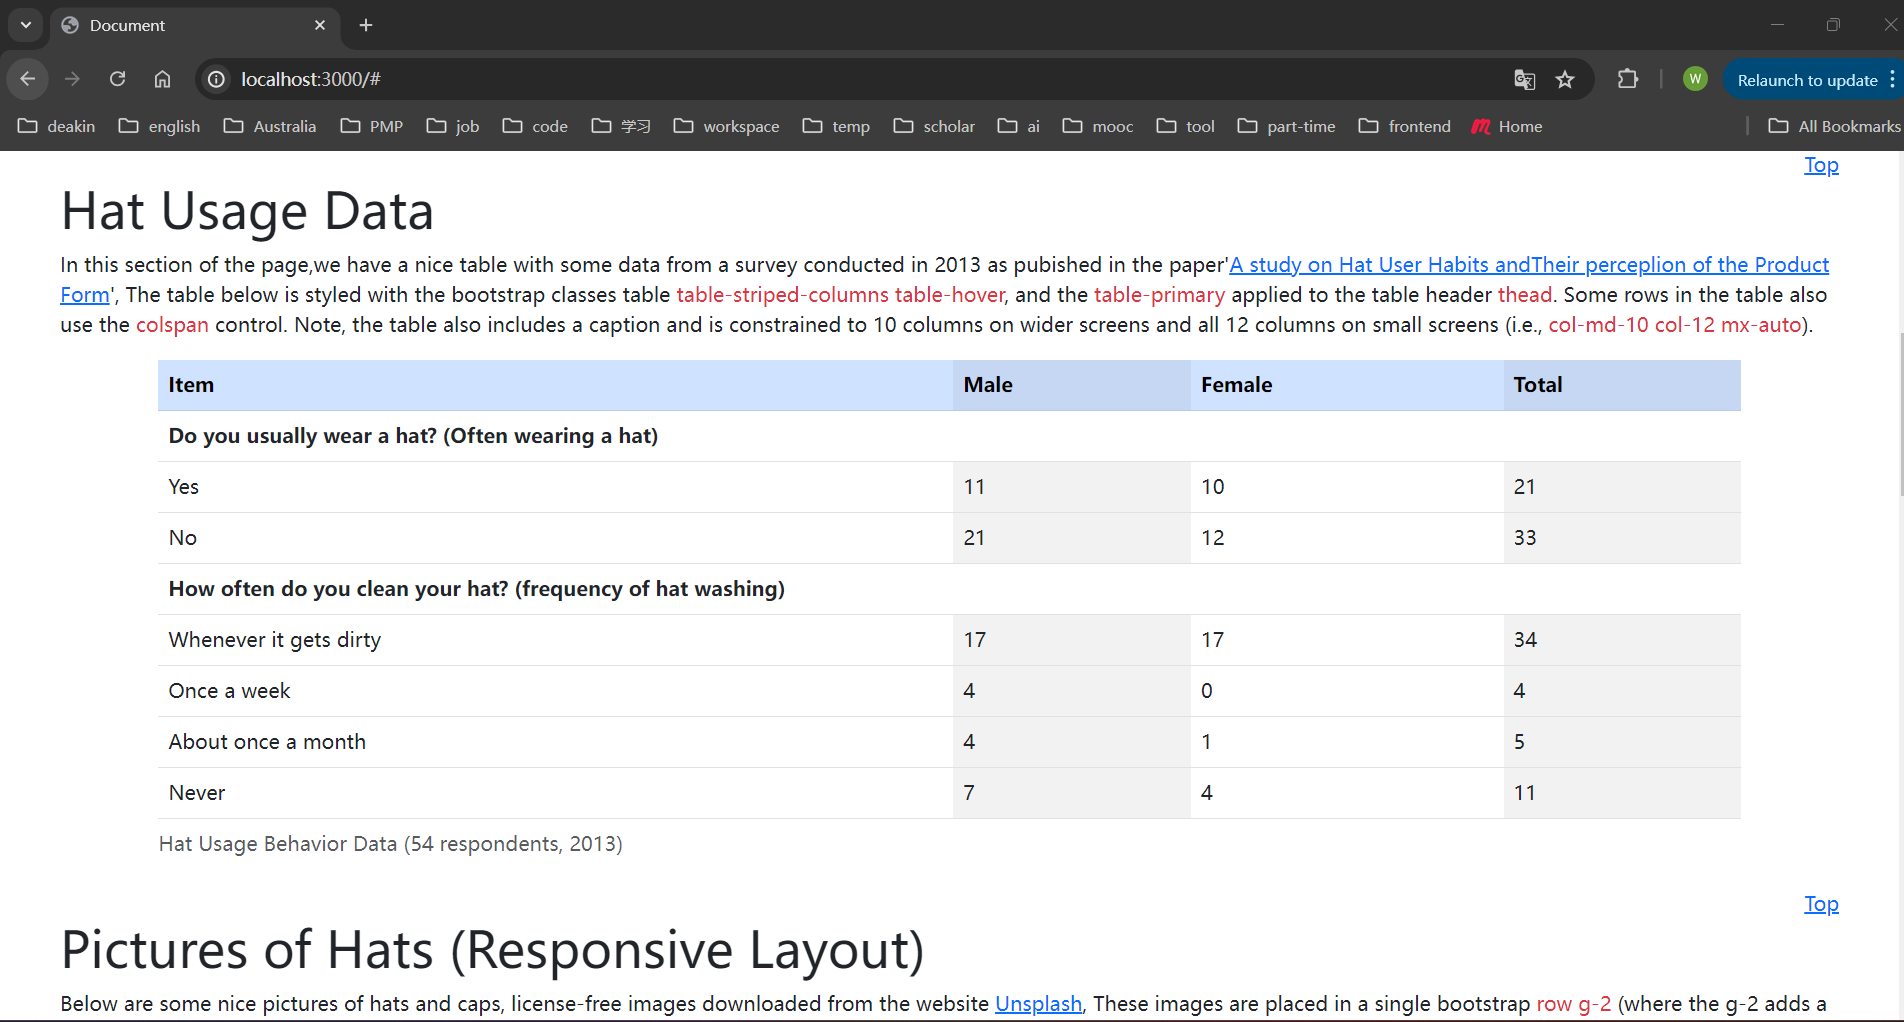 Document
localhost:3000/#
W
Relaunch to update
deakin english Australia PMP job code 学习 workspace temp scholar ai mooc tool part-time frontend Home All Bookmarks
Top
Hat Usage Data
In this section of the page,we have a nice table with some data from a survey conducted in 2013 as pubished in the paper'A study on Hat User Habits andTheir perceplion of the Product
Form', The table below is styled with the bootstrap classes table table-striped-columns table-hover, and the table-primary applied to the table header thead. Some rows in the table also
use the colspan control. Note, the table also includes a caption and is constrained to 10 columns on wider screens and all 12 columns on small screens (i.e., col-md-10 col-12 mx-auto).
Item Male Female Total
Do you usually wear a hat? (Often wearing a hat)
Yes 11 10 21
No 21 12 33
How often do you clean your hat? (frequency of hat washing)
Whenever it gets dirty 17 17 34
Once a week 4 0 4
About once a month 4 1 5
Never 7 4 11
Hat Usage Behavior Data (54 respondents, 2013)
Top
Pictures of Hats (Responsive Layout)
Below are some nice pictures of hats and caps, license-free images downloaded from the website Unsplash, These images are placed in a single bootstrap row g-2 (where the g-2 adds a